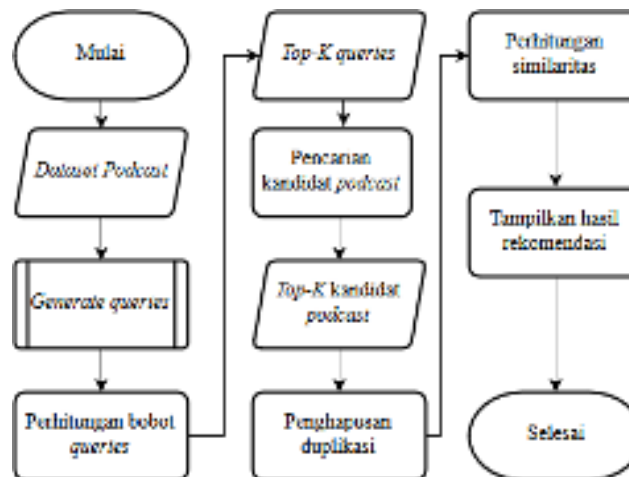 Mulai
Dataset Podcast
Generate queries
Perhitungan bobot
queries
Top-K queries
Pencarian
kandidat podcast
Top-K kandidat
podcast
Penghapusan
duplikasi
Perhitungan
similaritas
Tampilkan hasil
rekomendasi
Selesai